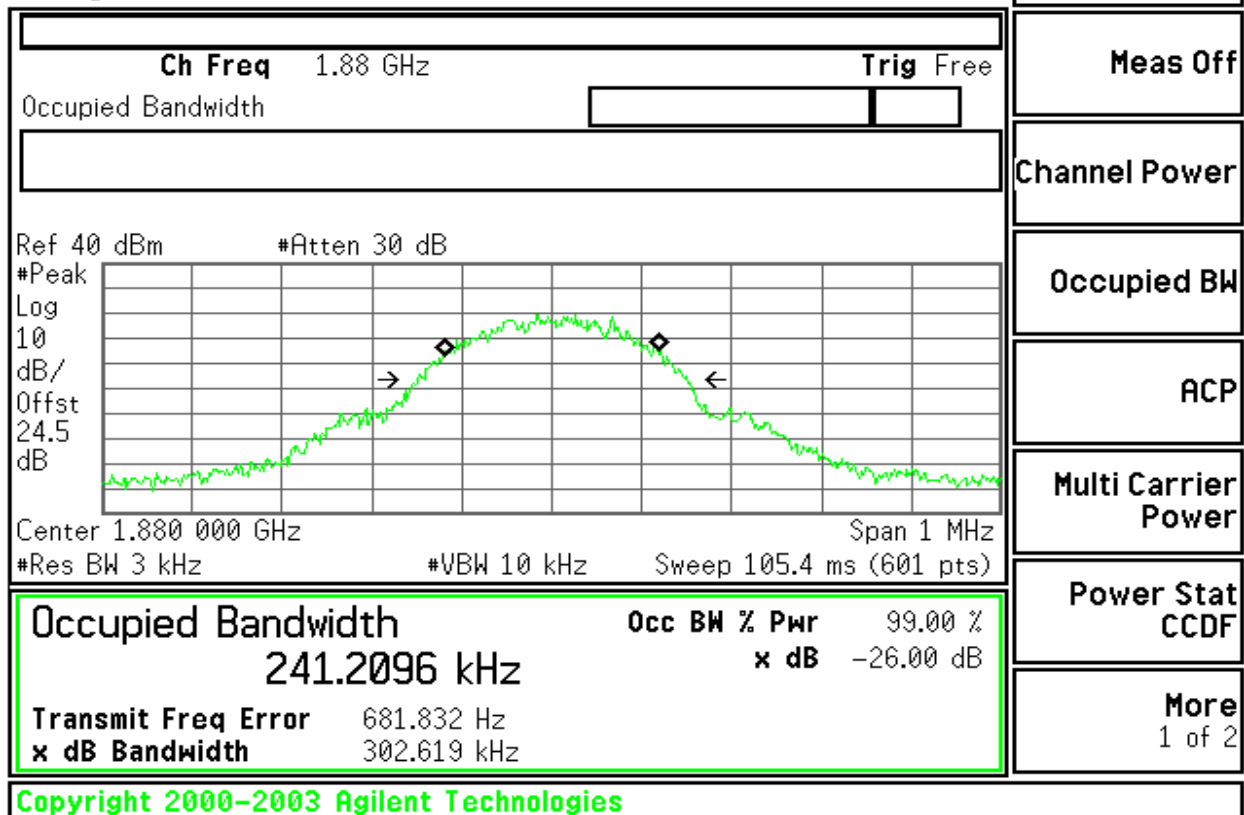 Ch Freq 1.88 GHz Trig Free
Occupied Bandwidth
Ref 40 dBm #Atten 30 dB
#Peak
Log
10
dB/
Offst
24.5
dB
Center 1.880 000 GHz Span 1 MHz
#Res BW 3 kHz #VBW 10 kHz Sweep 105.4 ms (601 pts)
Occupied Bandwidth Occ BW % Pwr 99.00 %
241.2096 kHz x dB -26.00 dB
Transmit Freq Error 681.832 Hz
x dB Bandwidth 302.619 kHz
Copyright 2000-2003 Agilent Technologies
Meas Off
Channel Power
Occupied BW
ACP
Multi Carrier
Power
Power Stat
CCDF
More
1 of 2